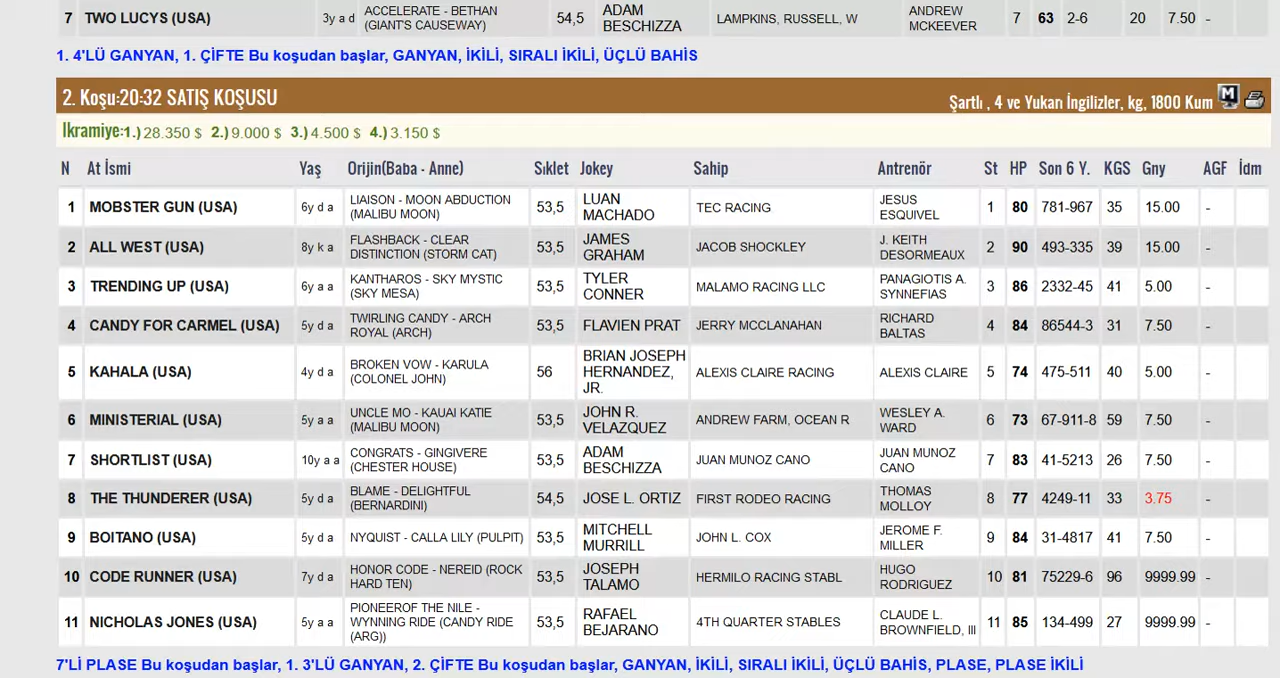 7 TWO LUCYS (USA) 3y a d ACCELERATE - BETHAN (GIANT'S CAUSEWAY) 54,5 ADAM BESCHIZZA LAMPKINS, RUSSELL, W ANDREW MCKEEVER 7 63 2-6 20 7.50 -
1. 4'LÜ GANYAN, 1. ÇİFTE Bu koşudan başlar, GANYAN, İKİLİ, SIRALI İKİLİ, ÜÇLÜ BAHİS
2. Koşu:20:32 SATIŞ KOŞUSU Şartlı , 4 ve Yukarı İngilizler, kg, 1800 Kum M
Ikramiye:1.) 28.350 $ 2.) 9.000 $ 3.) 4.500 $ 4.) 3.150 $
N At İsmi Yaş Orijin(Baba - Anne) Sıklet Jokey Sahip Antrenör St HP Son 6 Y. KGS Gny AGF İdm
1 MOBSTER GUN (USA) 6y d a LIAISON - MOON ABDUCTION (MALIBU MOON) 53,5 LUAN MACHADO TEC RACING JESUS ESQUIVEL 1 80 781-967 35 15.00 -
2 ALL WEST (USA) 8y k a FLASHBACK - CLEAR DISTINCTION (STORM CAT) 53,5 JAMES GRAHAM JACOB SHOCKLEY J. KEITH DESORMEAUX 2 90 493-335 39 15.00 -
3 TRENDING UP (USA) 6y a a KANTHAROS - SKY MYSTIC (SKY MESA) 53,5 TYLER CONNER MALAMO RACING LLC PANAGIOTIS A. SYNNEFIAS 3 86 2332-45 41 5.00 -
4 CANDY FOR CARMEL (USA) 5y d a TWIRLING CANDY - ARCH ROYAL (ARCH) 53,5 FLAVIEN PRAT JERRY MCCLANAHAN RICHARD BALTAS 4 84 86544-3 31 7.50 -
5 KAHALA (USA) 4y d a BROKEN VOW - KARULA (COLONEL JOHN) 56 BRIAN JOSEPH HERNANDEZ, JR. ALEXIS CLAIRE RACING ALEXIS CLAIRE 5 74 475-511 40 5.00 -
6 MINISTERIAL (USA) 5y a a UNCLE MO - KAUAI KATIE (MALIBU MOON) 53,5 JOHN R. VELAZQUEZ ANDREW FARM, OCEAN R WESLEY A. WARD 6 73 67-911-8 59 7.50 -
7 SHORTLIST (USA) 10y a a CONGRATS - GINGIVERE (CHESTER HOUSE) 53,5 ADAM BESCHIZZA JUAN MUNOZ CANO JUAN MUNOZ CANO 7 83 41-5213 26 7.50 -
8 THE THUNDERER (USA) 5y d a BLAME - DELIGHTFUL (BERNARDINI) 54,5 JOSE L. ORTIZ FIRST RODEO RACING THOMAS MOLLOY 8 77 4249-11 33 3.75 -
9 BOITANO (USA) 5y d a NYQUIST - CALLA LILY (PULPIT) 53,5 MITCHELL MURRILL JOHN L. COX JEROME F. MILLER 9 84 31-4817 41 7.50 -
10 CODE RUNNER (USA) 7y d a HONOR CODE - NEREID (ROCK HARD TEN) 53,5 JOSEPH TALAMO HERMILO RACING STABL HUGO RODRIGUEZ 10 81 75229-6 96 9999.99 -
11 NICHOLAS JONES (USA) 5y a a PIONEEROF THE NILE - WYNNING RIDE (CANDY RIDE (ARG)) 53,5 RAFAEL BEJARANO 4TH QUARTER STABLES CLAUDE L. BROWNFIELD, III 11 85 134-499 27 9999.99 -
7'Lİ PLASE Bu koşudan başlar, 1. 3'LÜ GANYAN, 2. ÇİFTE Bu koşudan başlar, GANYAN, İKİLİ, SIRALI İKİLİ, ÜÇLÜ BAHİS, PLASE, PLASE İKİLİ